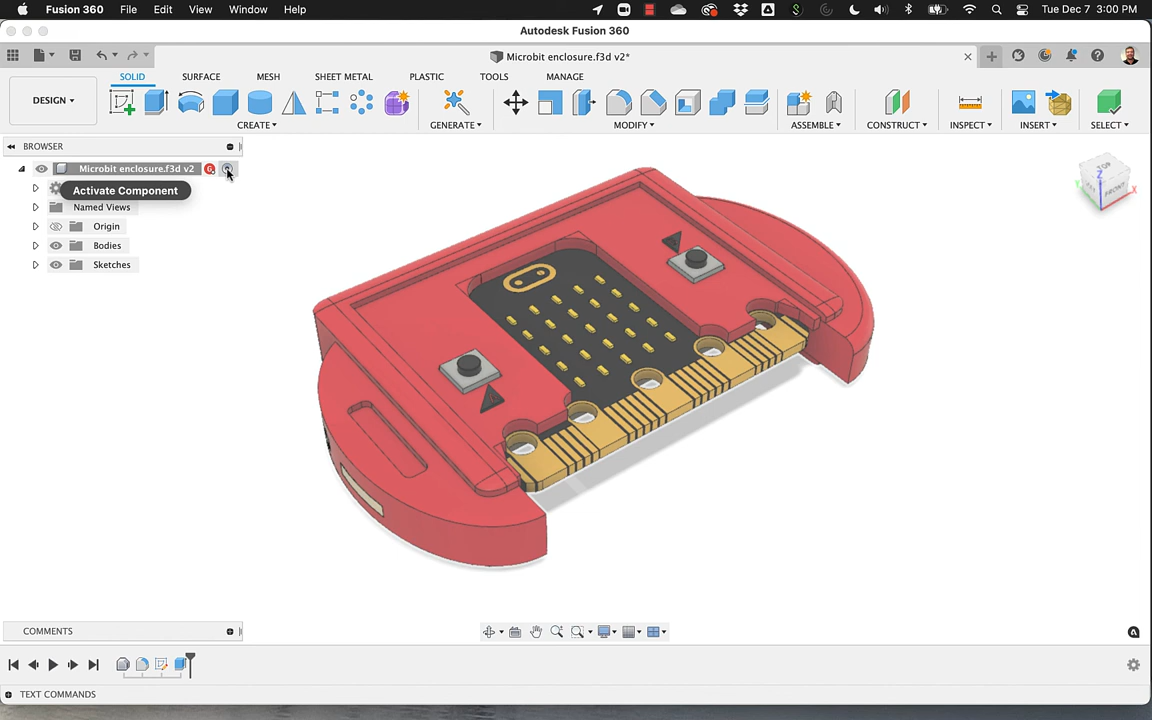 Fusion 360 File Edit View Window Help Tue Dec 7 3:00 PM
Autodesk Fusion 360
Microbit enclosure.f3d v2*
SOLID SURFACE MESH SHEET METAL PLASTIC TOOLS MANAGE
DESIGN
CREATE GENERATE MODIFY ASSEMBLE CONSTRUCT INSPECT INSERT SELECT
BROWSER
Microbit enclosure.f3d v2
Activate Component
Named Views
Origin
Bodies
Sketches
TOP
FRONT
Z
X
Y
COMMENTS
TEXT COMMANDS